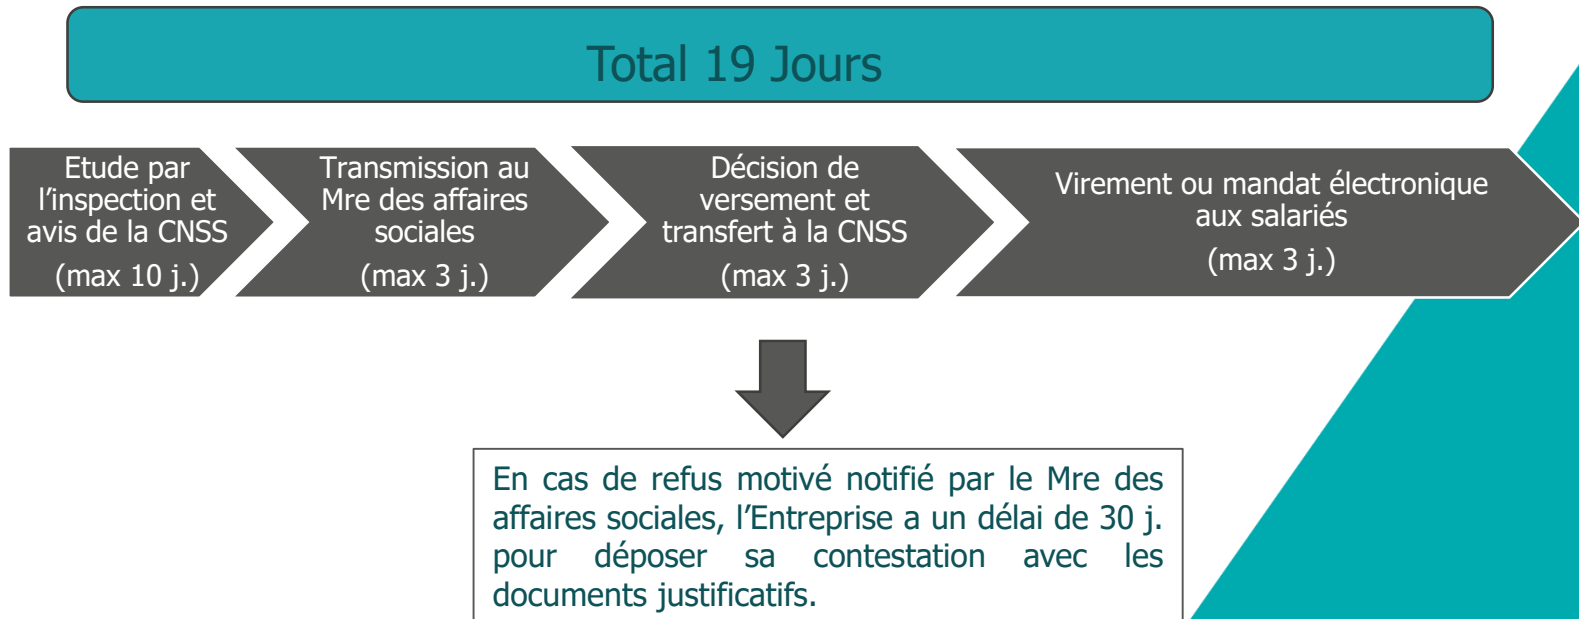 Total 19 Jours
Etude par
l'inspection et
avis de la CNSS
(max 10 j.)
Transmission au
Mre des affaires
sociales
(max 3 j.)
Décision de
versement et
transfert à la CNSS
(max 3 j.)
Virement ou mandat électronique
aux salariés
(max 3 j.)
En cas de refus motivé notifié par le Mre des
affaires sociales, l'Entreprise a un délai de 30 j.
pour déposer sa contestation avec les
documents justificatifs.